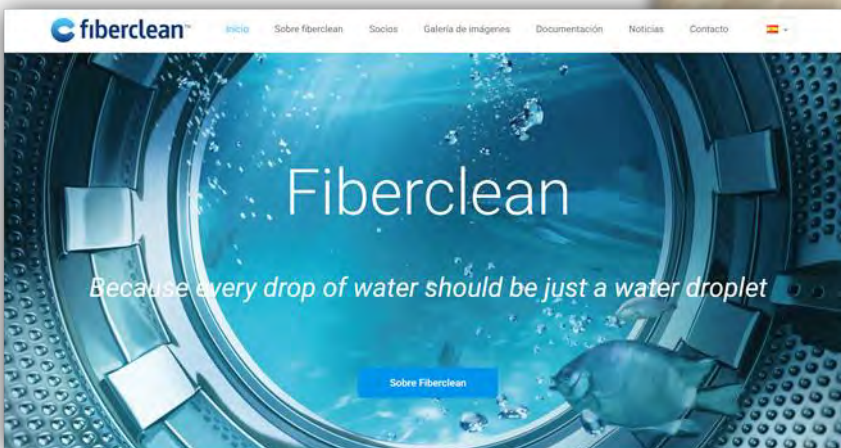 fiberclean™
Inicio Sobre fiberclean Socios Galería de imágenes Documentación Noticias Contacto
Fiberclean
Because every drop of water should be just a water droplet
Sobre Fiberclean